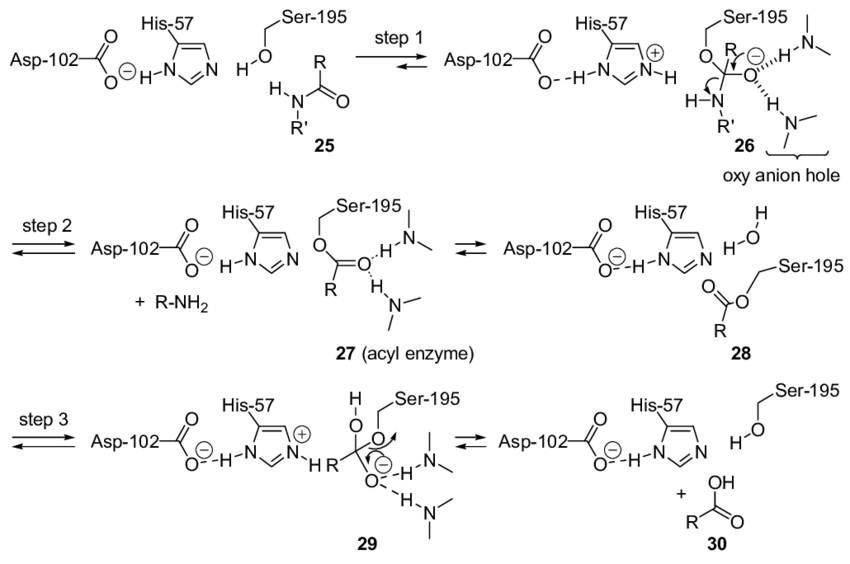 His-57 Ser-195 His-57 Ser-195
Asp-102 O O ⊖ H N N H O R step 1 Asp-102 O O H N N H ⊕ O R ⊖ O H N
H N O R' H N R' H N
25 26
oxy anion hole
step 2 His-57 Ser-195 His-57 H
Asp-102 O O ⊖ H N N O O R H N H N Asp-102 O O ⊖ H N N H O Ser-195
+ R-NH2 O O R
27 (acyl enzyme) 28
step 3 His-57 H Ser-195 His-57 Ser-195
Asp-102 O O ⊖ H N N H ⊕ R O O O ⊖ H N H N Asp-102 O O ⊖ H N N H O
+ R OH O
29 30